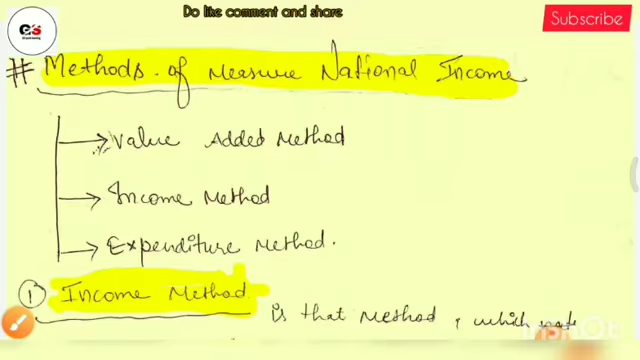 Do like comment and share
Subscribe
# Methods of measure National Income
Value Added Method
Income Method
Expenditure Method.
① Income Method is that Method, which
InShOt